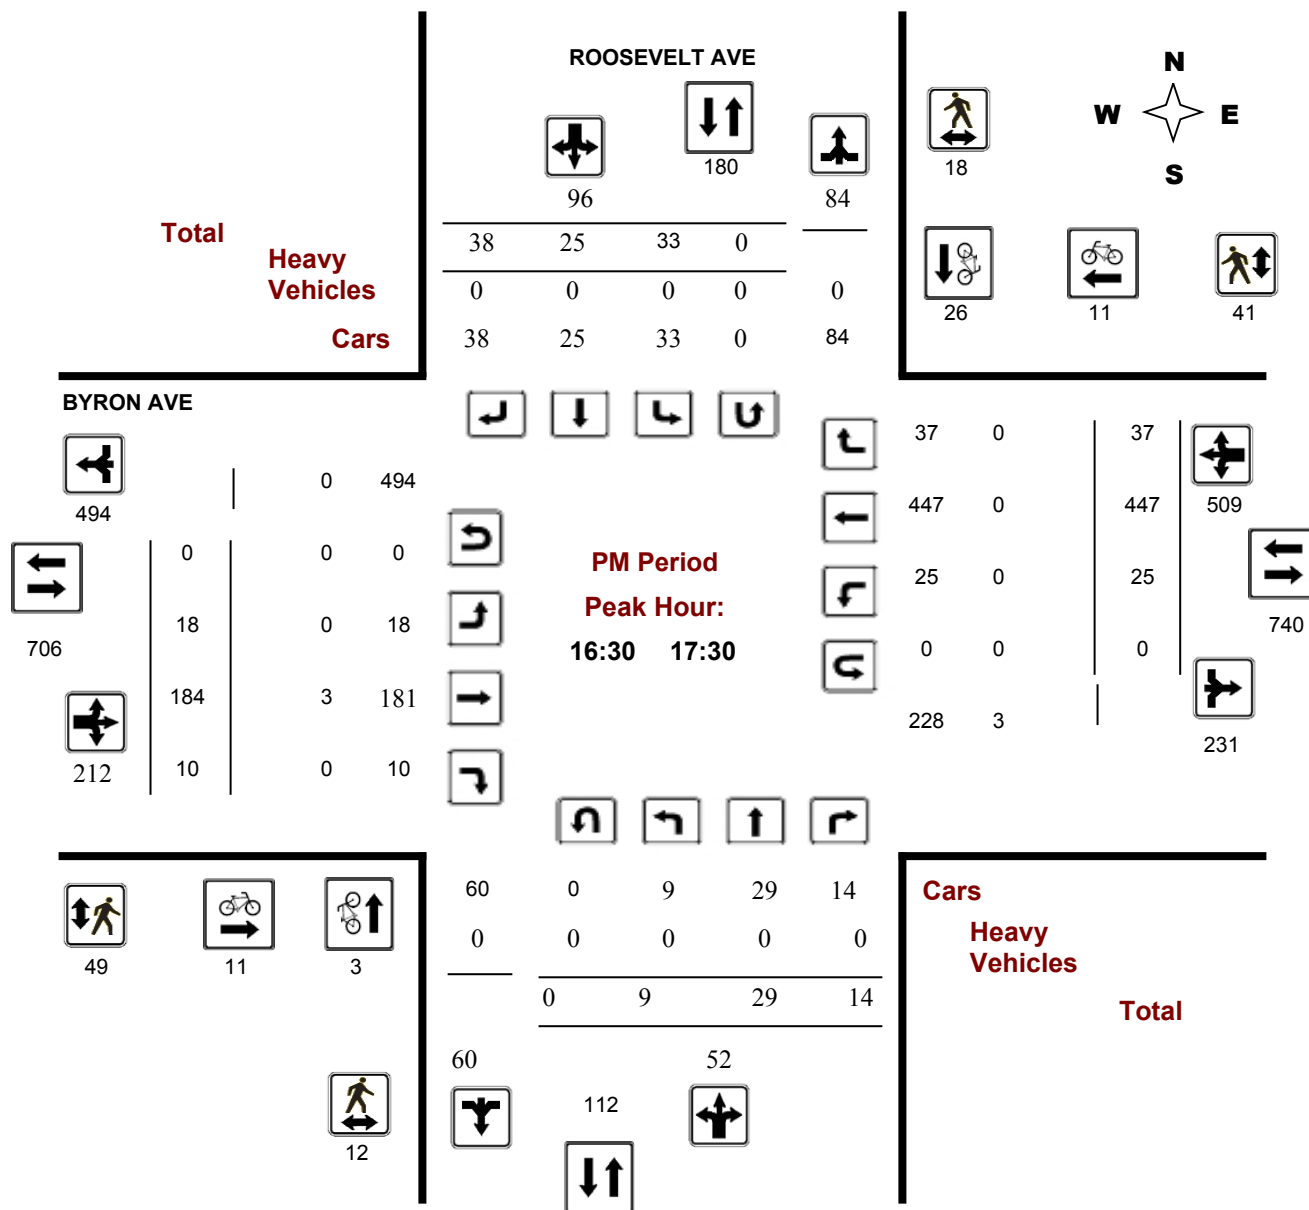 ROOSEVELT AVE
N
W E
S
180
18
96 84
Total 38 25 33 0
Heavy
Vehicles 0 0 0 0 0
26 11 41
Cars 38 25 33 0 84
BYRON AVE
37 0 37
0 494
494
447 0 447 509
0 0 0
PM Period
25 0 25
Peak Hour:
18 0 18
740
706
16:30 17:30
0 0 0
184 3 181
228 3
231
212 10 0 10
60 0 9 29 14 Cars
0 0 0 0 0 Heavy
Vehicles
49 11 3
0 9 29 14 Total
60 52
112
12